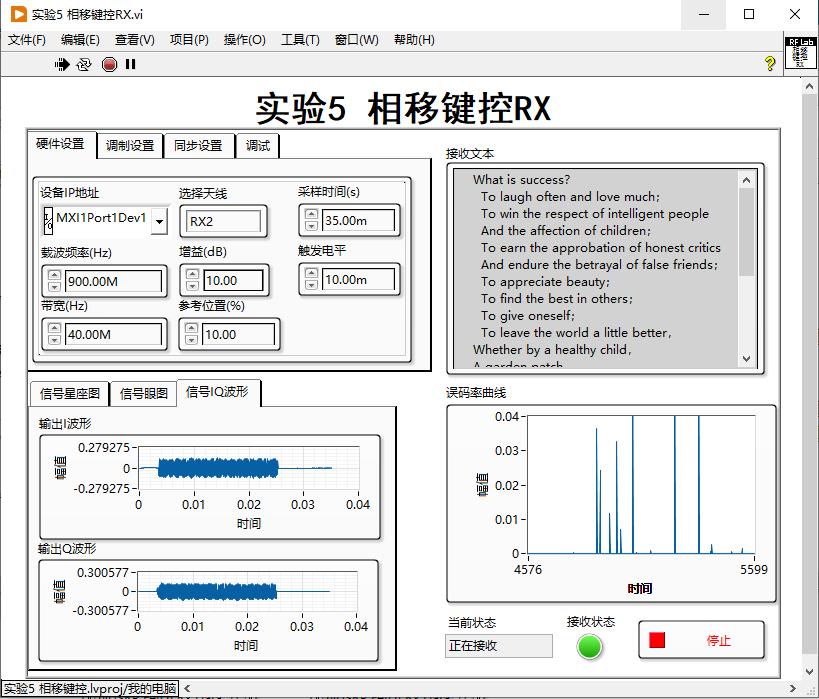 实验5 相移键控RX.vi
文件(F) 编辑(E) 查看(V) 项目(P) 操作(O) 工具(T) 窗口(W) 帮助(H)
RF Lab
相移
键控
RX
实验5 相移键控RX
硬件设置 调制设置 同步设置 调试
设备IP地址 选择天线 采样时间(s)
MXI1Port1Dev1 RX2 35.00m
载波频率(Hz) 增益(dB) 触发电平
900.00M 10.00 10.00m
带宽(Hz) 参考位置(%)
40.00M 10.00
接收文本
What is success?
To laugh often and love much;
To win the respect of intelligent people
And the affection of children;
To earn the approbation of honest critics
And endure the betrayal of false friends;
To appreciate beauty;
To find the best in others;
To give oneself;
To leave the world a little better,
Whether by a healthy child,
A garden patch
信号星座图 信号眼图 信号IQ波形
输出I波形
幅值
0.279275
0
-0.279275
0 0.01 0.02 0.03 0.04
时间
输出Q波形
幅值
0.300577
0
-0.300577
0 0.01 0.02 0.03 0.04
时间
误码率曲线
幅值
0.04
0.03
0.02
0.01
0
4576 5599
时间
当前状态 接收状态
正在接收 停止
实验5 相移键控.lvproj/我的电脑